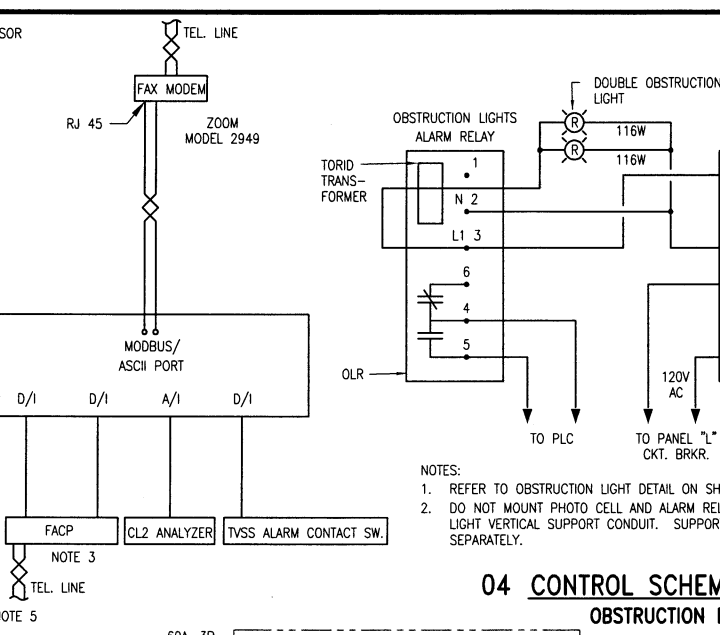 SOR
TEL. LINE
FAX MODEM
RJ 45
ZOOM
MODEL 2949
MODBUS/
ASCII PORT
D/I
D/I
A/I
D/I
FACP
CL2 ANALYZER
TVSS ALARM CONTACT SW.
NOTE 3
TEL. LINE
OTE 5
60A, 3P
DOUBLE OBSTRUCTION
LIGHT
OBSTRUCTION LIGHTS
ALARM RELAY
R
116W
R
116W
TORID
TRANS-
FORMER
1
N 2
L1 3
6
4
5
OLR
120V
AC
TO PLC
TO PANEL "L"
CKT. BRKR.
NOTES:
1. REFER TO OBSTRUCTION LIGHT DETAIL ON SH
2. DO NOT MOUNT PHOTO CELL AND ALARM REL
LIGHT VERTICAL SUPPORT CONDUIT. SUPPOR
SEPARATELY.
04 CONTROL SCHEM
OBSTRUCTION